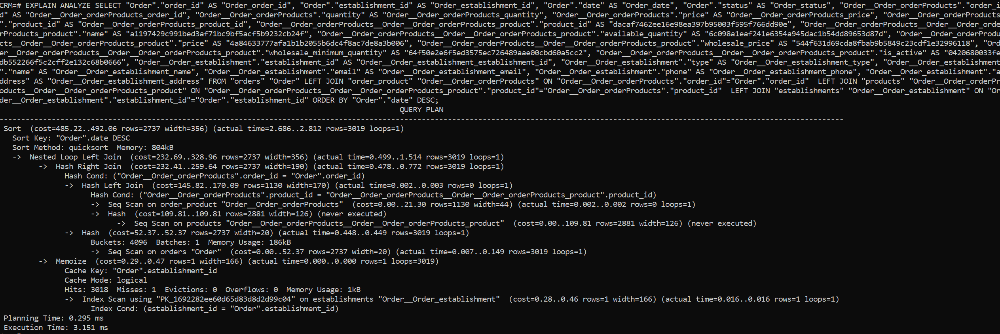 CRM=# EXPLAIN ANALYZE SELECT "Order"."order_id" AS "Order_order_id", "Order"."establishment_id" AS "Order_establishment_id", "Order"."date" AS "Order_date", "Order"."status" AS "Order_status", "Order__Order_orderProducts"."order_i
d" AS "Order__Order_orderProducts_order_id", "Order__Order_orderProducts"."quantity" AS "Order__Order_orderProducts_quantity", "Order__Order_orderProducts"."price" AS "Order__Order_orderProducts_price", "Order__Order_orderProducts
"."product_id" AS "Order__Order_orderProducts_product_id", "Order__Order_orderProducts__Order__Order_orderProducts_product"."product_id" AS "dacaf7462ee16e98ea397b95003f595f766dd90e", "Order__Order_orderProducts__Order__Order_orde
rProducts_product"."name" AS "a1197429c991bed3af71bc9bf5acf5b9232cb24f", "Order__Order_orderProducts__Order__Order_orderProducts_product"."available_quantity" AS "6c098a1eaf241e6354a945dac1b54dd89653d87d", "Order__Order_orderProdu
cts__Order__Order_orderProducts_product"."price" AS "4a84633777afa1b1b2055b6dc4f8ac7de8a3b006", "Order__Order_orderProducts__Order__Order_orderProducts_product"."wholesale_price" AS "544f631d69cda8fbab9b5849c23cdf1e32996118", "Ord
er__Order_orderProducts__Order__Order_orderProducts_product"."wholesale_minimum_quantity" AS "64f50e2e6f5ed3575ec726489aae00cbd60a5cc2", "Order__Order_orderProducts__Order__Order_orderProducts_product"."is_active" AS "0420680033fe
db552266f5c2cff2e132c68b0666", "Order__Order_establishment"."establishment_id" AS "Order__Order_establishment_establishment_id", "Order__Order_establishment"."type" AS "Order__Order_establishment_type", "Order__Order_establishment
"."name" AS "Order__Order_establishment_name", "Order__Order_establishment"."email" AS "Order__Order_establishment_email", "Order__Order_establishment"."phone" AS "Order__Order_establishment_phone", "Order__Order_establishment"."a
ddress" AS "Order__Order_establishment_address" FROM "orders" "Order" LEFT JOIN "order_product" "Order__Order_orderProducts" ON "Order__Order_orderProducts"."order_id"="Order"."order_id"  LEFT JOIN "products" "Order__Order_orderPr
oducts__Order__Order_orderProducts_product" ON "Order__Order_orderProducts__Order__Order_orderProducts_product"."product_id"="Order__Order_orderProducts"."product_id"  LEFT JOIN "establishments" "Order__Order_establishment" ON "Or
der__Order_establishment"."establishment_id"="Order"."establishment_id" ORDER BY "Order"."date" DESC;
QUERY PLAN
Sort  (cost=485.22..492.06 rows=2737 width=356) (actual time=2.686..2.812 rows=3019 loops=1)
Sort Key: "Order".date DESC
Sort Method: quicksort  Memory: 804kB
->  Nested Loop Left Join  (cost=232.69..328.96 rows=2737 width=356) (actual time=0.499..1.514 rows=3019 loops=1)
->  Hash Right Join  (cost=232.41..259.64 rows=2737 width=190) (actual time=0.478..0.772 rows=3019 loops=1)
Hash Cond: ("Order__Order_orderProducts".order_id = "Order".order_id)
->  Hash Left Join  (cost=145.82..170.09 rows=1130 width=170) (actual time=0.002..0.003 rows=0 loops=1)
Hash Cond: ("Order__Order_orderProducts".product_id = "Order__Order_orderProducts__Order__Order_orderProducts_product".product_id)
->  Seq Scan on order_product "Order__Order_orderProducts"  (cost=0.00..21.30 rows=1130 width=44) (actual time=0.002..0.002 rows=0 loops=1)
->  Hash  (cost=109.81..109.81 rows=2881 width=126) (never executed)
->  Seq Scan on products "Order__Order_orderProducts__Order__Order_orderProducts_product"  (cost=0.00..109.81 rows=2881 width=126) (never executed)
->  Hash  (cost=52.37..52.37 rows=2737 width=20) (actual time=0.448..0.449 rows=3019 loops=1)
Buckets: 4096  Batches: 1  Memory Usage: 186kB
->  Seq Scan on orders "Order"  (cost=0.00..52.37 rows=2737 width=20) (actual time=0.007..0.149 rows=3019 loops=1)
->  Memoize  (cost=0.29..0.47 rows=1 width=166) (actual time=0.000..0.000 rows=1 loops=3019)
Cache Key: "Order".establishment_id
Cache Mode: logical
Hits: 3018  Misses: 1  Evictions: 0  Overflows: 0  Memory Usage: 1kB
->  Index Scan using "PK_1692282ee60d65d83d8d2d99c04" on establishments "Order__Order_establishment"  (cost=0.28..0.46 rows=1 width=166) (actual time=0.016..0.016 rows=1 loops=1)
Index Cond: (establishment_id = "Order".establishment_id)
Planning Time: 0.295 ms
Execution Time: 3.151 ms